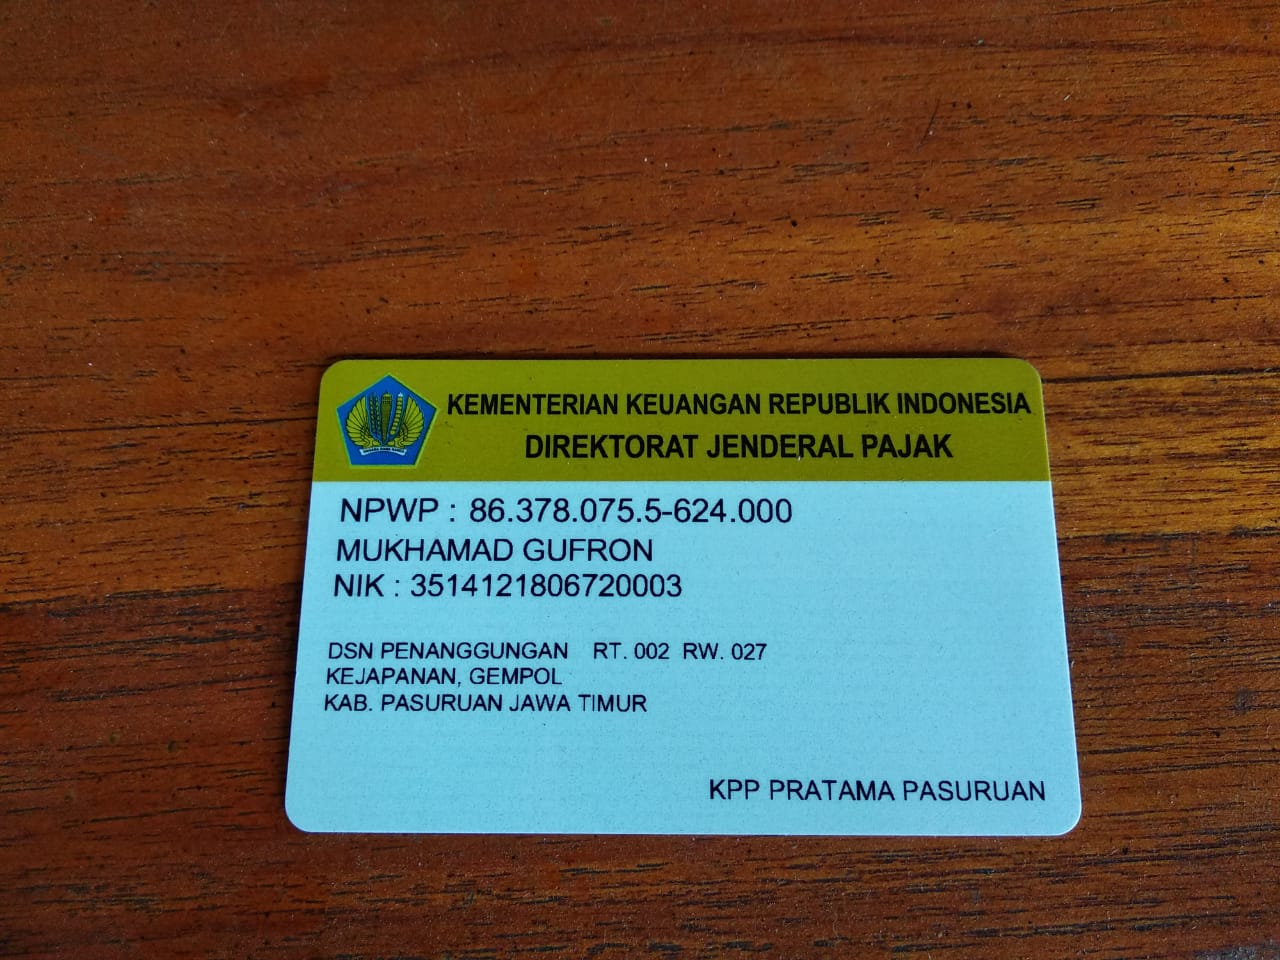 KEMENTERIAN KEUANGAN REPUBLIK INDONESIA
DIREKTORAT JENDERAL PAJAK
NPWP : 86.378.075.5-624.000
MUKHAMAD GUFRON
NIK : 3514121806720003
DSN PENANGGUNGAN RT. 002 RW. 027
KEJAPANAN, GEMPOL
KAB. PASURUAN JAWA TIMUR
KPP PRATAMA PASURUAN